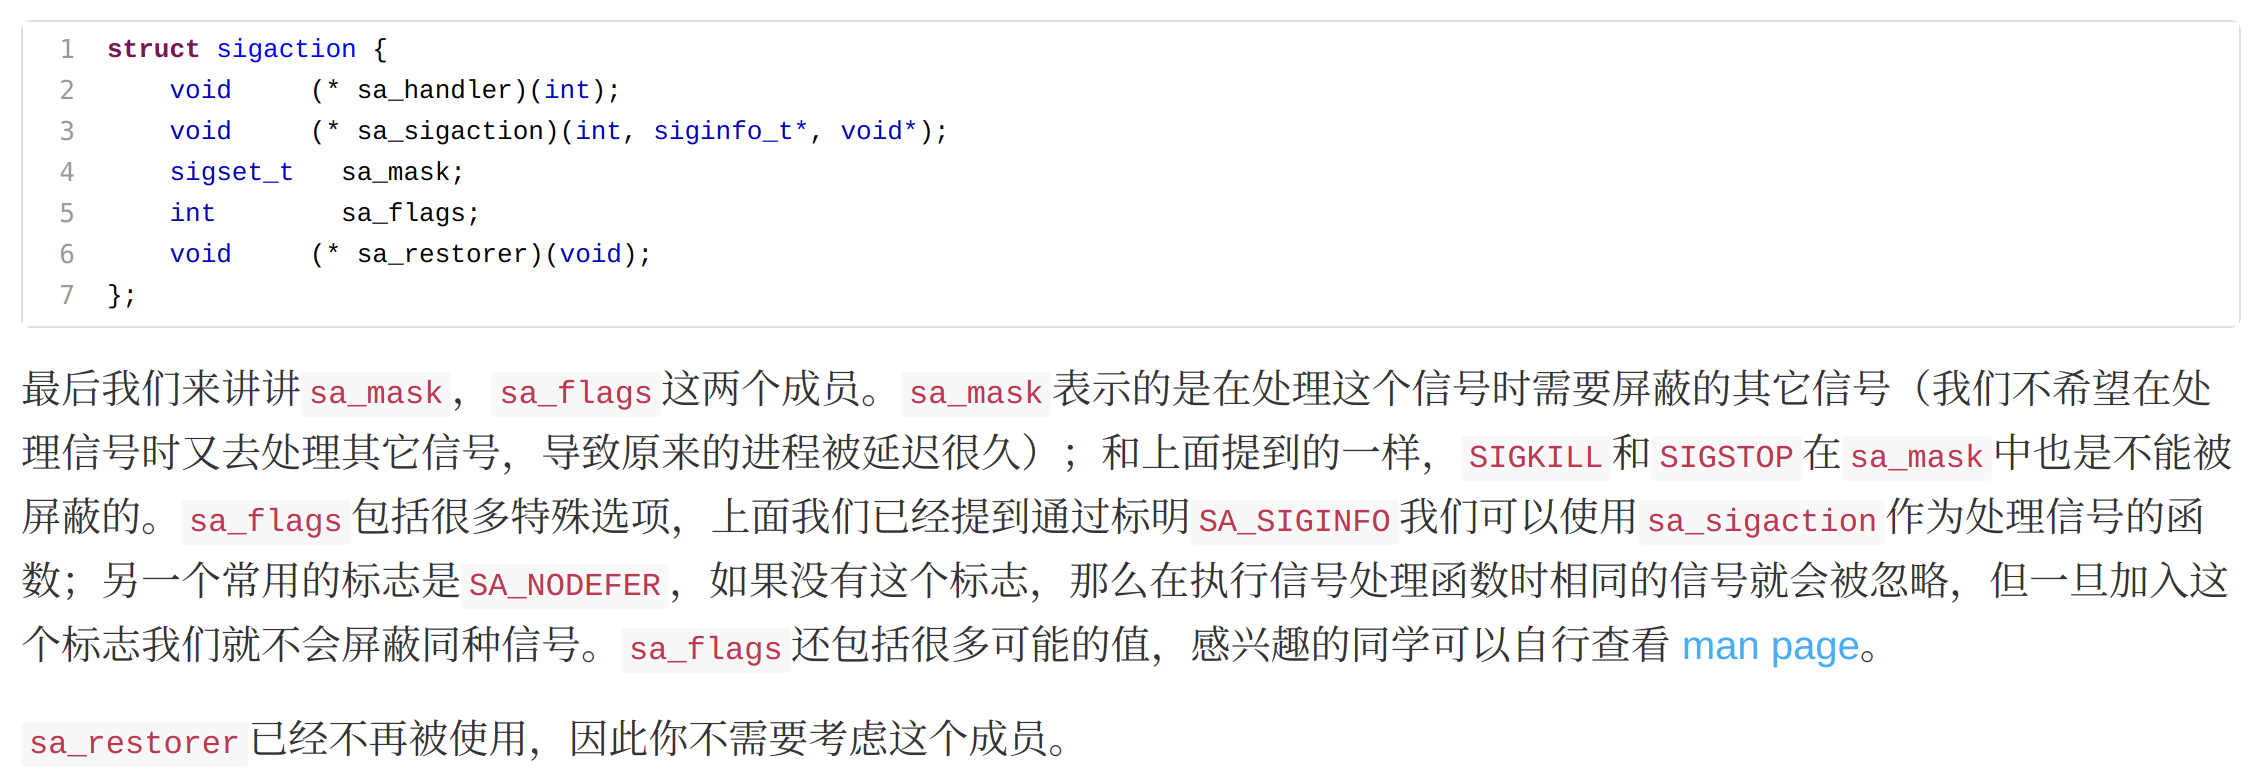 1 struct sigaction {
2     void     (* sa_handler)(int);
3     void     (* sa_sigaction)(int, siginfo_t*, void*);
4     sigset_t   sa_mask;
5     int        sa_flags;
6     void     (* sa_restorer)(void);
7 };
最后我们来讲讲sa_mask，sa_flags这两个成员。sa_mask表示的是在处理这个信号时需要屏蔽的其它信号（我们不希望在处
理信号时又去处理其它信号，导致原来的进程被延迟很久）；和上面提到的一样，SIGKILL和SIGSTOP在sa_mask中也是不能被
屏蔽的。sa_flags包括很多特殊选项，上面我们已经提到通过标明SA_SIGINFO我们可以使用sa_sigaction作为处理信号的函
数；另一个常用的标志是SA_NODEFER，如果没有这个标志，那么在执行信号处理函数时相同的信号就会被忽略，但一旦加入这
个标志我们就不会屏蔽同种信号。sa_flags还包括很多可能的值，感兴趣的同学可以自行查看 man page。
sa_restorer已经不再被使用，因此你不需要考虑这个成员。